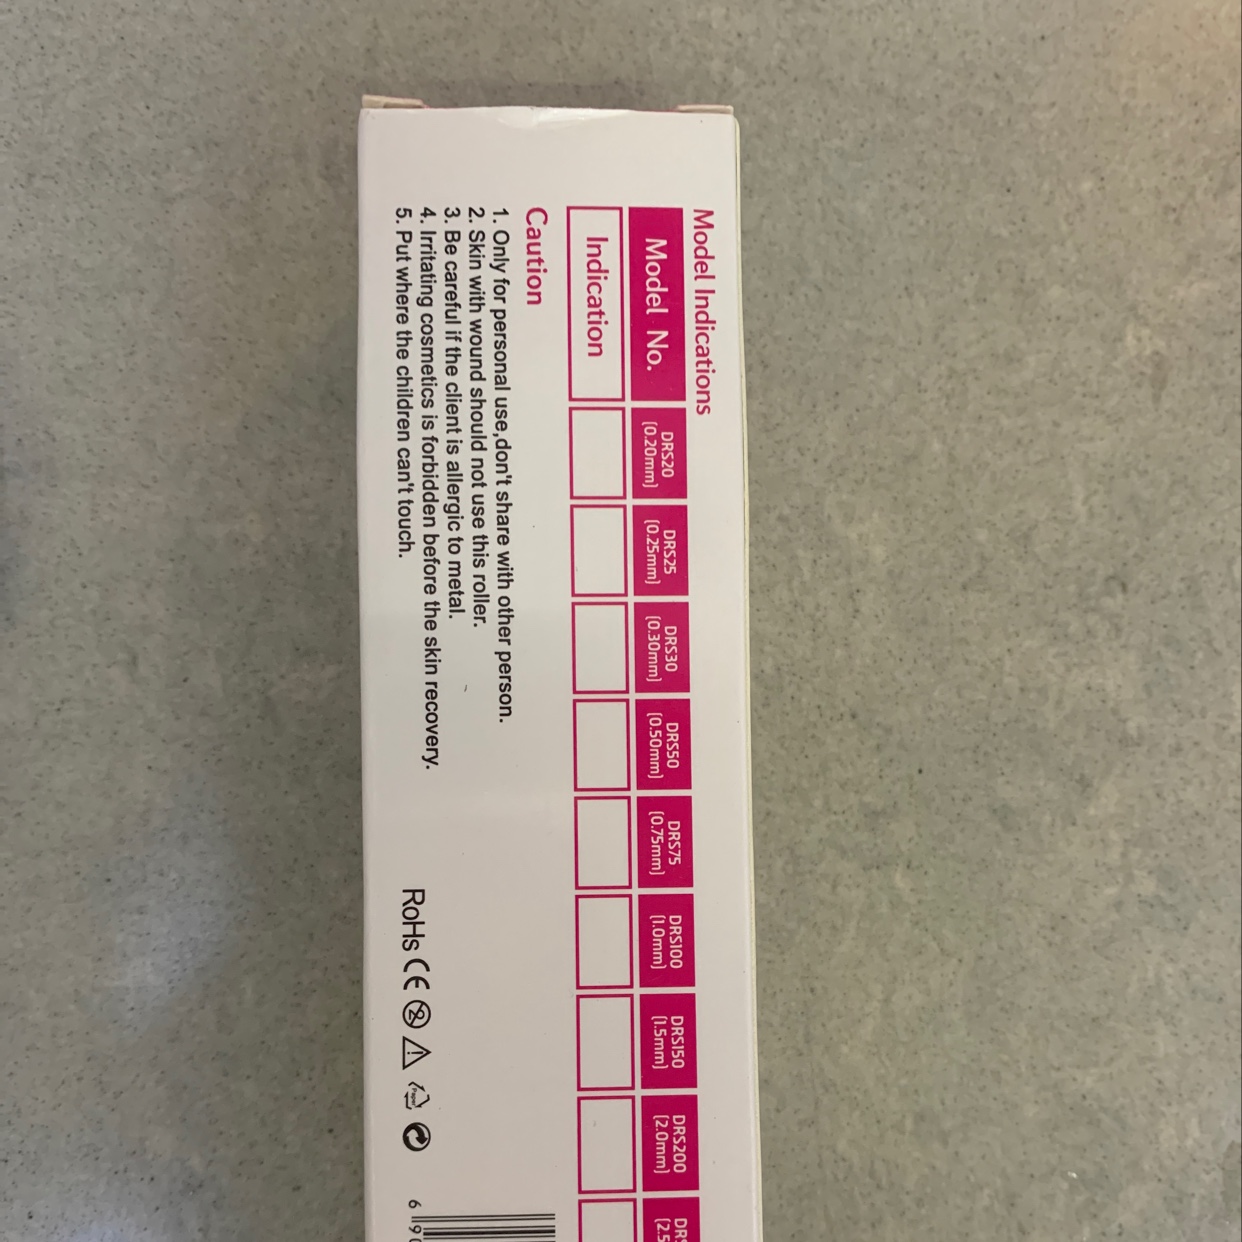 Model Indications
Model No.
DRS20
(0.20mm)
DRS25
(0.25mm)
DRS30
(0.30mm)
DRS50
(0.50mm)
DRS75
(0.75mm)
DRS100
(1.0mm)
DRS150
(1.5mm)
DRS200
(2.0mm)
Indication
Caution
1. Only for personal use,don't share with other person.
2. Skin with wound should not use this roller.
3. Be careful if the client is allergic to metal.
4. Irritating cosmetics is forbidden before the skin recovery.
5. Put where the children can't touch.
RoHS CE